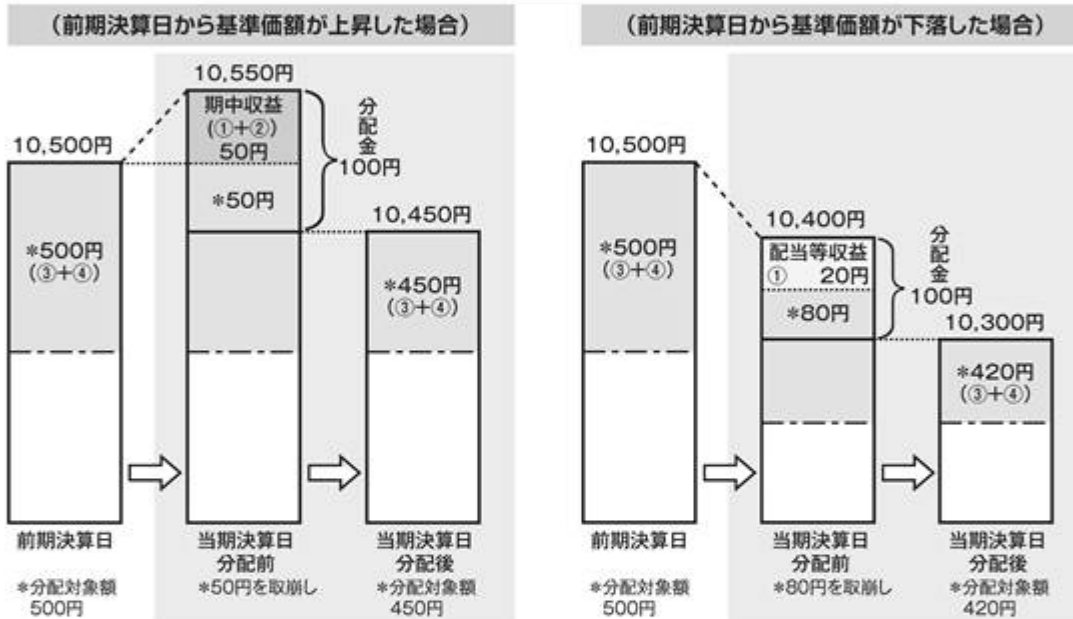 (前期決算日から基準価額が上昇した場合)
10,550円
期中収益
(①+②)
50円
*50円
分配金
100円
10,500円
*500円
(③+④)
10,450円
*450円
(③+④)
前期決算日
*分配対象額
500円
当期決算日
分配前
*50円を取崩し
当期決算日
分配後
*分配対象額
450円
(前期決算日から基準価額が下落した場合)
10,500円
*500円
(③+④)
10,400円
配当等収益
① 20円
*80円
分配金
100円
10,300円
*420円
(③+④)
前期決算日
*分配対象額
500円
当期決算日
分配前
*80円を取崩し
当期決算日
分配後
*分配対象額
420円